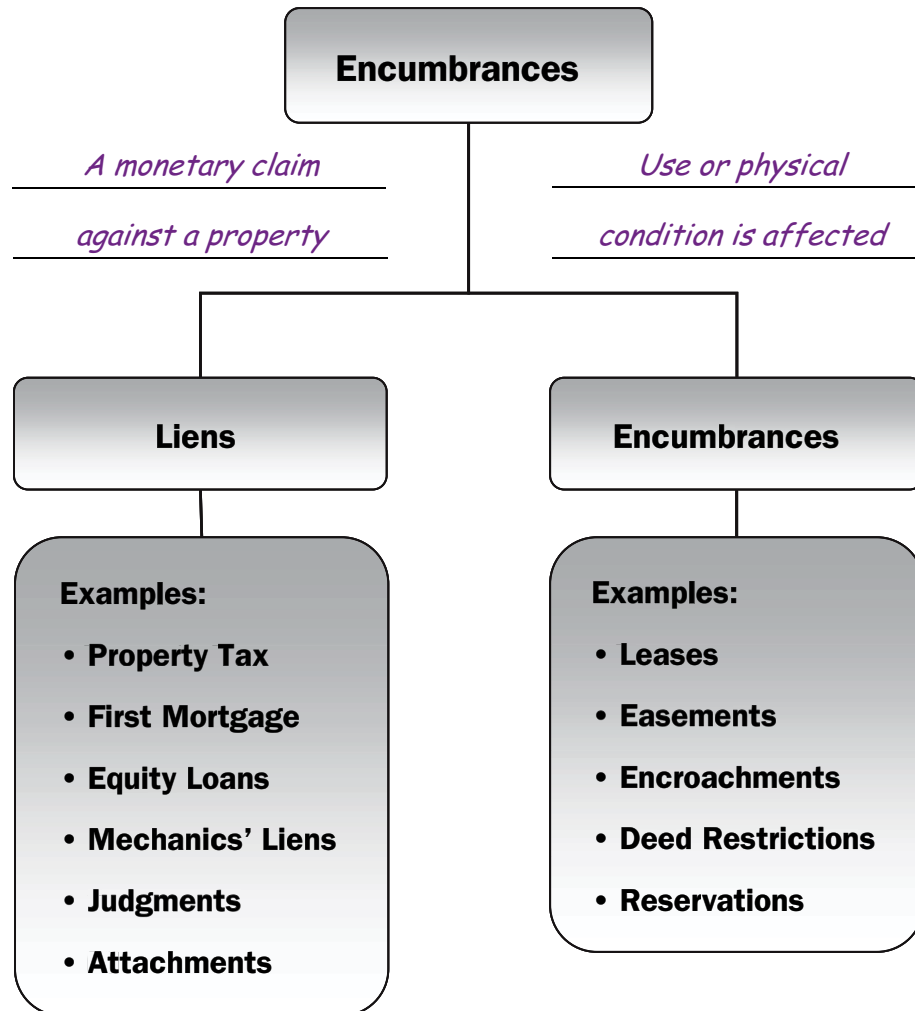 Encumbrances
A monetary claim
against a property
Use or physical
condition is affected
Liens
Examples:
• Property Tax
• First Mortgage
• Equity Loans
• Mechanics’ Liens
• Judgments
• Attachments
Encumbrances
Examples:
• Leases
• Easements
• Encroachments
• Deed Restrictions
• Reservations